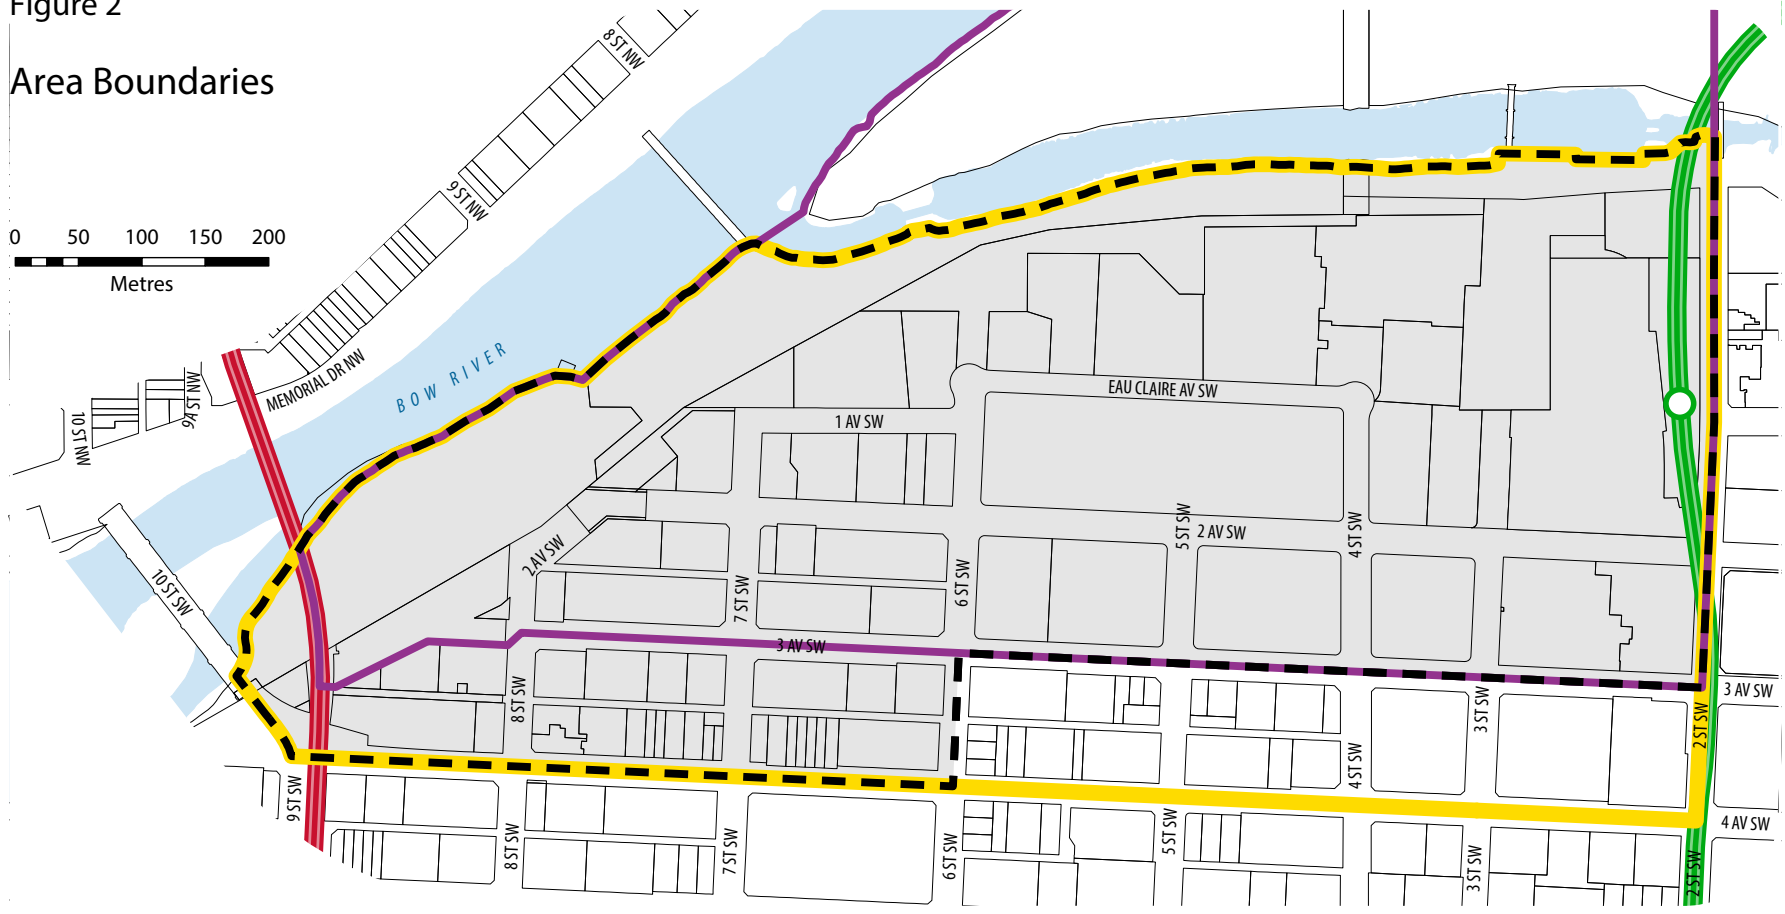 Figure 2
Area Boundaries
8 ST NW
9 ST NW
0 50 100 150 200
Metres
MEMORIAL DR NW
9A ST NW
10 ST NW
BOW RIVER
EAU CLAIRE AV SW
1 AV SW
2 AV SW
5 ST SW
2 AV SW
4 ST SW
10 ST SW
7 ST SW
6 ST SW
3 AV SW
8 ST SW
3 ST SW
2 ST SW
3 AV SW
4 ST SW
9 ST SW
4 AV SW
8 ST SW
7 ST SW
6 ST SW
5 ST SW
3 ST SW
2 ST SW